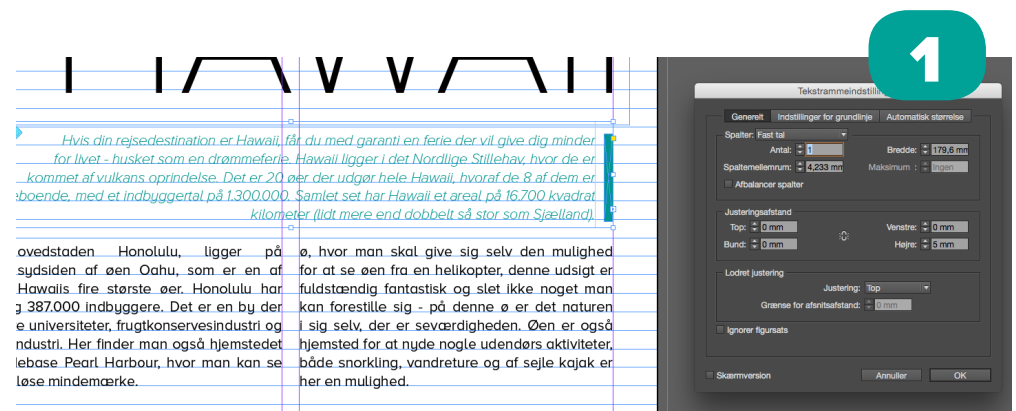 1
HAWAII
Hvis din rejsedestination er Hawaii, får du med garanti en ferie der vil give dig minder
for livet - husket som en drømmeferie. Hawaii ligger i det Nordlige Stillehav, hvor de er
kommet af vulkans oprindelse. Det er 20 øer der udgør hele Hawaii, hvoraf de 8 af dem er
eboende, med et indbyggertal på 1.300.000. Samlet set har Hawaii et areal på 16.700 kvadrat
kilometer (lidt mere end dobbelt så stor som Sjælland).
ovedstaden Honolulu, ligger på
sydsiden af øen Oahu, som er en af
Hawaiis fire største øer. Honolulu har
387.000 indbyggere. Det er en by der
e universiteter, frugtkonservesindustri og
ndustri. Her finder man også hjemstedet
lebase Pearl Harbour, hvor man kan se
løse mindemærke.
ø, hvor man skal give sig selv den mulighed
for at se øen fra en helikopter, denne udsigt er
fuldstændig fantastisk og slet ikke noget man
kan forestille sig - på denne ø er det naturen
i sig selv, der er seværdigheden. Øen er også
hjemsted for at nyde nogle udendørs aktiviteter,
både snorkling, vandreture og af sejle kajak er
her en mulighed.
Tekstrammeindstilling
Generelt Indstillinger for grundlinje Automatisk størrelse
Spalter: Fast tal
Antal: 1 Bredde: 179,6 mm
Spaltemellemrum: 4,233 mm Maksimum : Ingen
Afbalancer spalter
Justeringsafstand
Top: 0 mm Venstre: 0 mm
Bund: 0 mm Højre: 5 mm
Lodret justering
Justering: Top
Grænse for afsnitsafstand: 0 mm
Ignorer figursats
Skærmversion Annuller OK